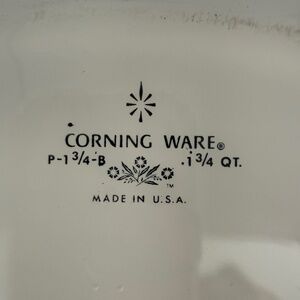 CORNING WARE®
P-1 3/4-B .1 3/4 QT.
TM
MADE IN U.S.A.